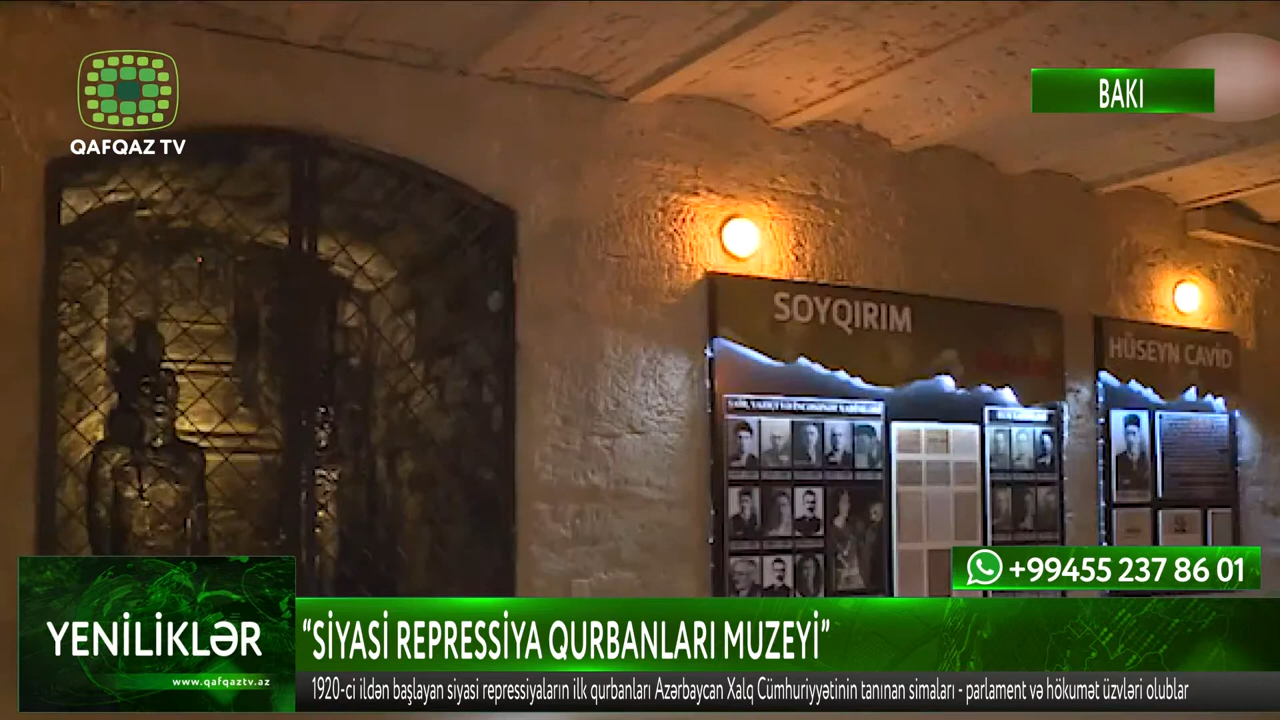 QAFQAZ TV
BAKI
SOYQIRIM
HÜSEYN CAVİD
+99455 237 86 01
YENİLİKLƏR
www.qafqaztv.az
“SİYASİ REPRESSİYA QURBANLARI MUZEYİ”
1920-ci ildən başlayan siyasi repressiyaların ilk qurbanları Azərbaycan Xalq Cümhuriyyətinin tanınan simaları - parlament və hökumət üzvləri olublar